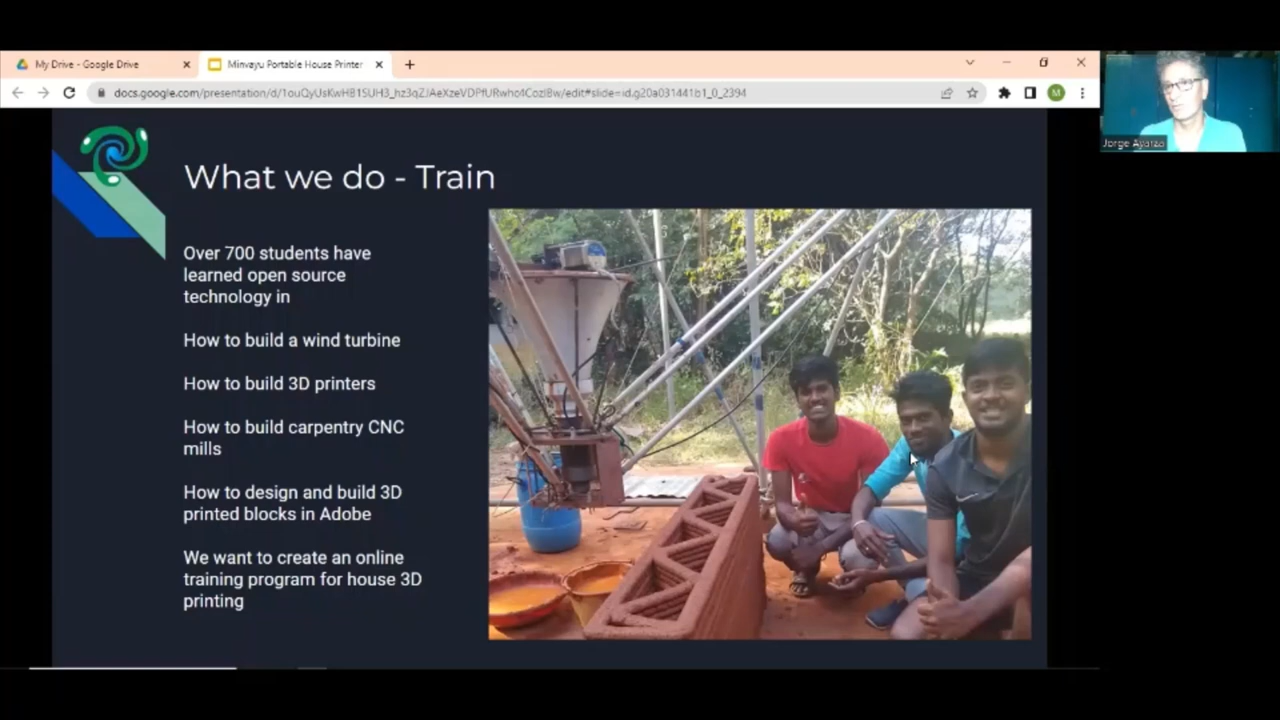 My Drive - Google Drive
Minvayu Portable House Printer
docs.google.com/presentation/d/1ouQyUsKwHB1SUH3_hz3qZJAeXzeVDPfURwho4CozIBw/edit#slide=id.g20a031441b1_0_2394
M
Jorge Ayarza
What we do - Train
Over 700 students have
learned open source
technology in
How to build a wind turbine
How to build 3D printers
How to build carpentry CNC
mills
How to design and build 3D
printed blocks in Adobe
We want to create an online
training program for house 3D
printing